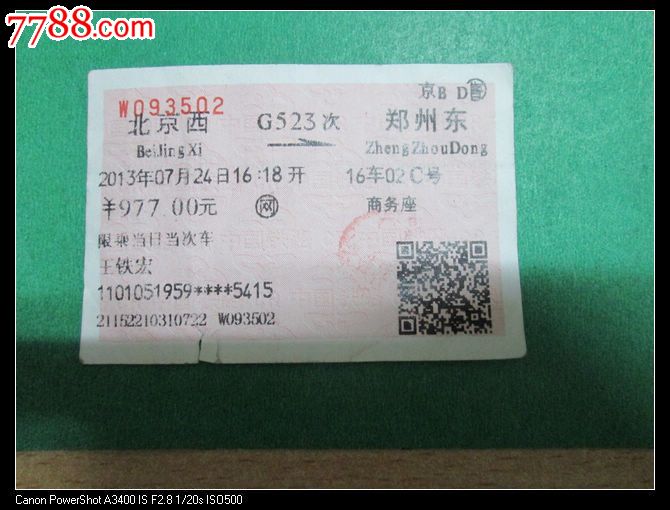 7788.com
京B D售
W093502
北京西 G523次 郑州东
BeiJingXi ZhengZhouDong
2013年07月24日16:18开 16车02C号
￥977.00元 网 商务座
限乘当日当次车
王铁宏
1101051959****5415
21152210310722 W093502
Canon PowerShot A3400 IS F2.8 1/20s ISO500